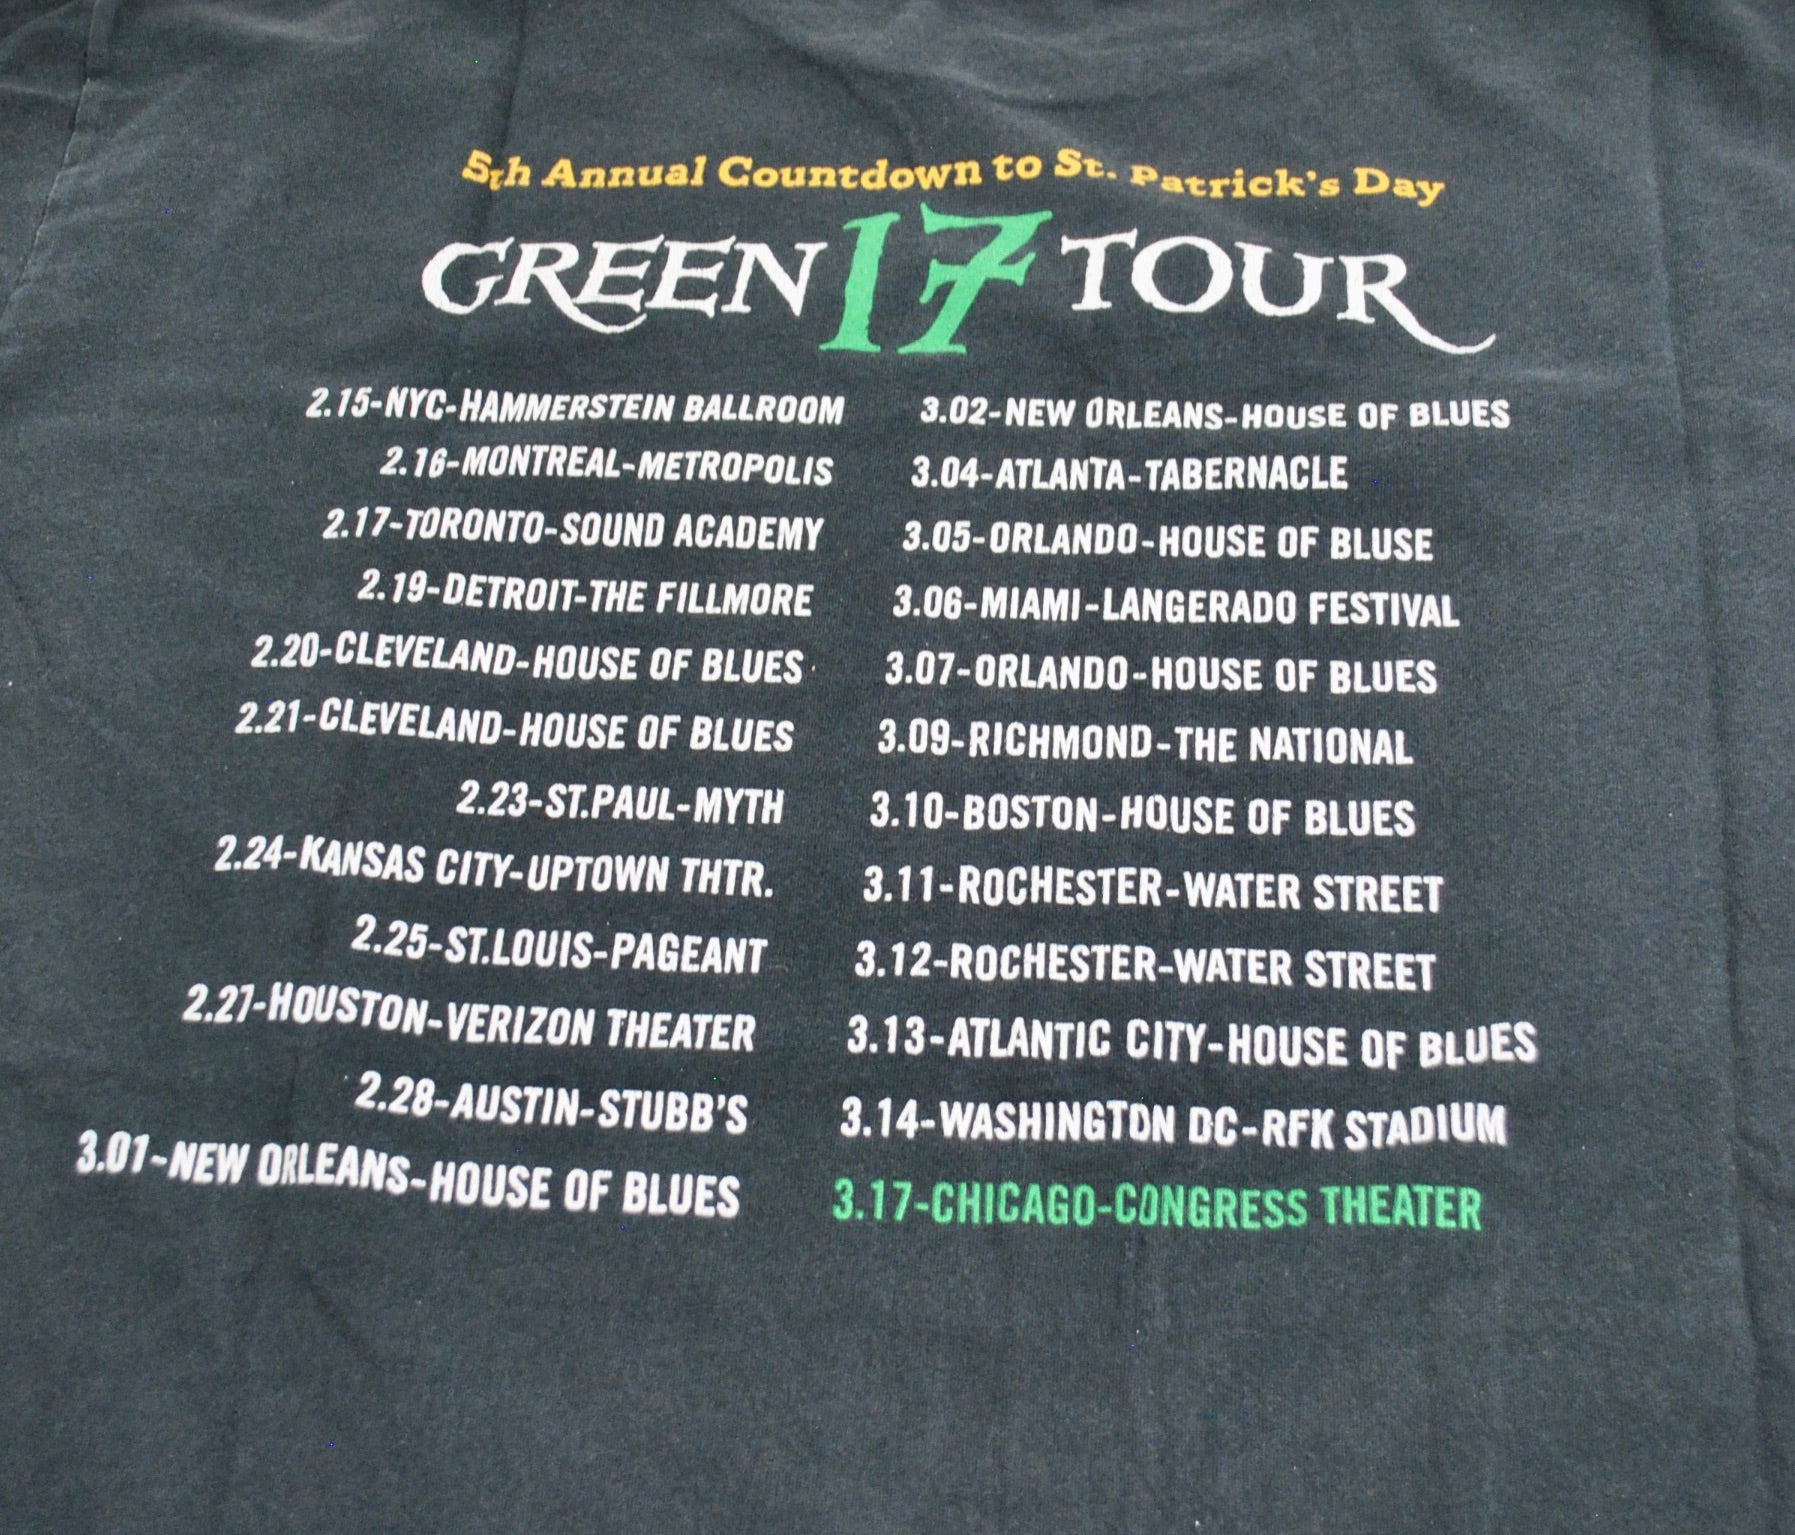 5th Annual Countdown to St. Patrick's Day
GREEN 17 TOUR
2.15-NYC-HAMMERSTEIN BALLROOM
2.16-MONTREAL-METROPOLIS
2.17-TORONTO-SOUND ACADEMY
2.19-DETROIT-THE FILLMORE
2.20-CLEVELAND-HOUSE OF BLUES
2.21-CLEVELAND-HOUSE OF BLUES
2.23-ST.PAUL-MYTH
2.24-KANSAS CITY-UPTOWN THTR.
2.25-ST.LOUIS-PAGEANT
2.27-HOUSTON-VERIZON THEATER
2.28-AUSTIN-STUBB'S
3.01-NEW ORLEANS-HOUSE OF BLUES
3.02-NEW ORLEANS-HOUSE OF BLUES
3.04-ATLANTA-TABERNACLE
3.05-ORLANDO-HOUSE OF BLUSE
3.06-MIAMI-LANGERADO FESTIVAL
3.07-ORLANDO-HOUSE OF BLUES
3.09-RICHMOND-THE NATIONAL
3.10-BOSTON-HOUSE OF BLUES
3.11-ROCHESTER-WATER STREET
3.12-ROCHESTER-WATER STREET
3.13-ATLANTIC CITY-HOUSE OF BLUES
3.14-WASHINGTON DC-RFK STADIUM
3.17-CHICAGO-CONGRESS THEATER